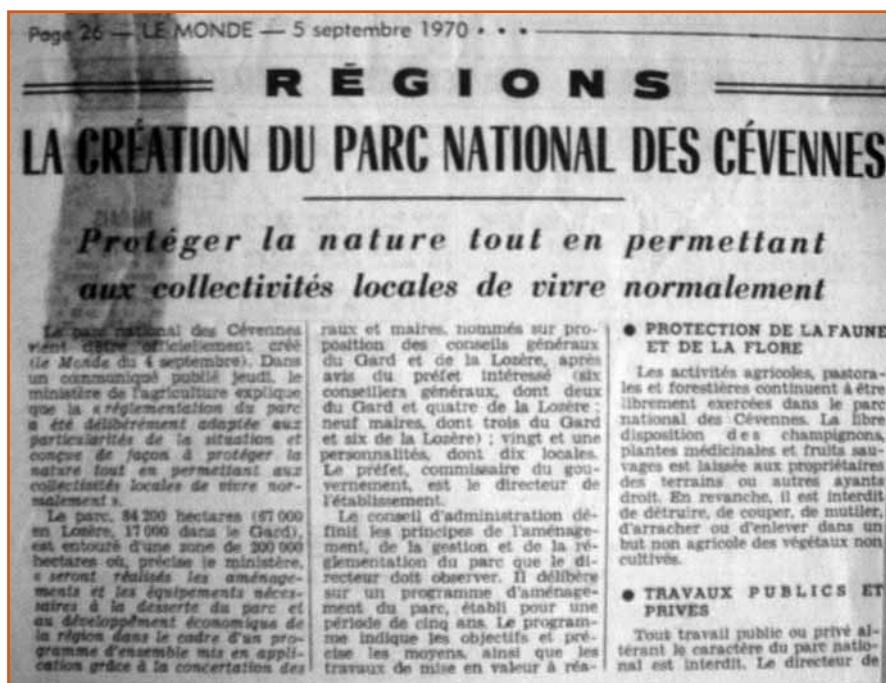 Page 26 — LE MONDE — 5 septembre 1970 • • •
RÉGIONS
LA CRÉATION DU PARC NATIONAL DES CÉVENNES
Protéger la nature tout en permettant
aux collectivités locales de vivre normalement
Le parc national des Cévennes
vient d'être officiellement créé
(le Monde du 4 septembre). Dans
un communiqué publié jeudi, le
ministère de l'agriculture explique
que la « réglementation du parc
a été délibérément adaptée aux
particularités de la situation et
conçue de façon à protéger la
nature tout en permettant aux
collectivités locales de vivre nor-
malement ».
Le parc, 84 200 hectares (67 000
en Lozère, 17 000 dans le Gard),
est entouré d'une zone de 200 000
hectares où, précise le ministère,
« seront réalisés les aménage-
ments et les équipements néces-
saires à la desserte du parc et
au développement économique de
la région dans le cadre d'un pro-
gramme d'ensemble mis en appli-
cation grâce à la concertation des
raux et maires, nommés sur pro-
position des conseils généraux
du Gard et de la Lozère, après
avis du préfet intéressé (six
conseillers généraux, dont deux
du Gard et quatre de la Lozère ;
neuf maires, dont trois du Gard
et six de la Lozère) ; vingt et une
personnalités, dont dix locales.
Le préfet, commissaire du gou-
vernement, est le directeur de
l'établissement.
Le conseil d'administration dé-
finit les principes de l'aménage-
ment, de la gestion et de la ré-
glementation du parc que le di-
recteur doit observer. Il délibère
sur un programme d'aménage-
ment du parc, établi pour une
période de cinq ans. Le program-
me indique les objectifs et pré-
cise les moyens, ainsi que les
travaux de mise en valeur à réa-
● PROTECTION DE LA FAUNE
ET DE LA FLORE
Les activités agricoles, pastora-
les et forestières continuent à être
librement exercées dans le parc
national des Cévennes. La libre
disposition des champignons,
plantes médicinales et fruits sau-
vages est laissée aux propriétaires
des terrains ou autres ayants
droit. En revanche, il est interdit
de détruire, de couper, de mutiler,
d'arracher ou d'enlever dans un
but non agricole des végétaux non
cultivés.
● TRAVAUX PUBLICS ET
PRIVES
Tout travail public ou privé al-
térant le caractère du parc natio-
nal est interdit. Le directeur de